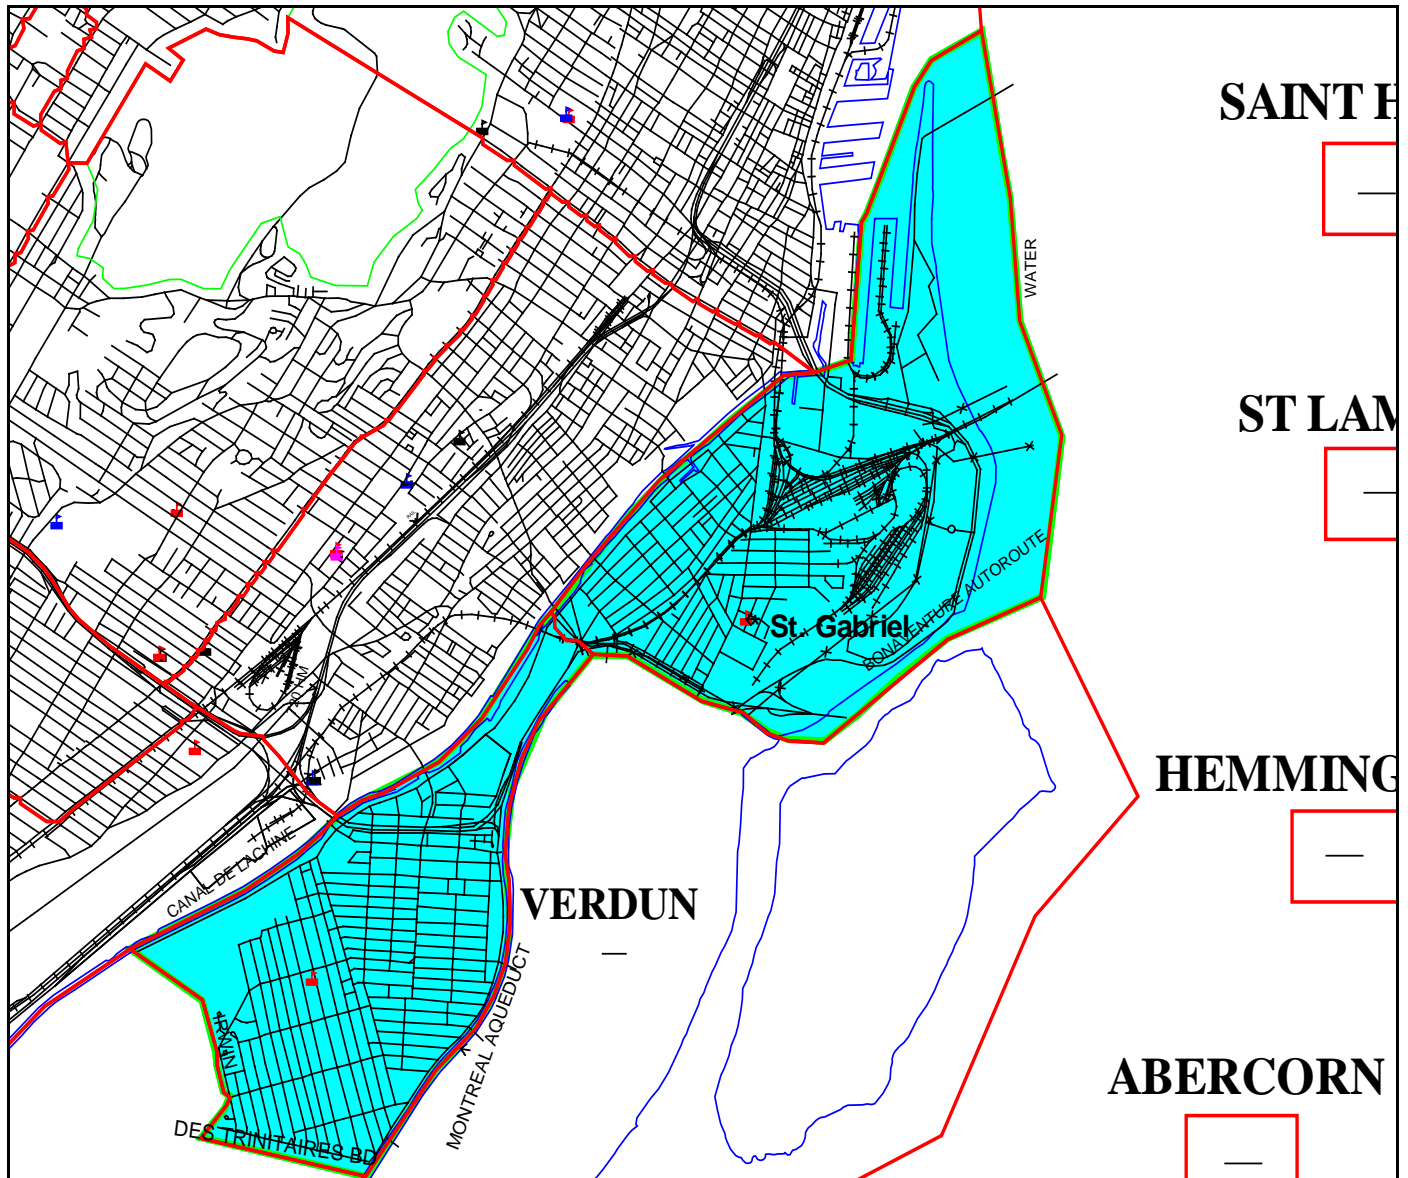 SAINT H
WATER
ST LAM
St. Gabriel
BONAVENTURE AUTOROUTE
HEMMING
CANAL DE LACHINE
VERDUN
MONTREAL AQUEDUCT
IRWIN
DES TRINITAIRES BD
ABERCORN